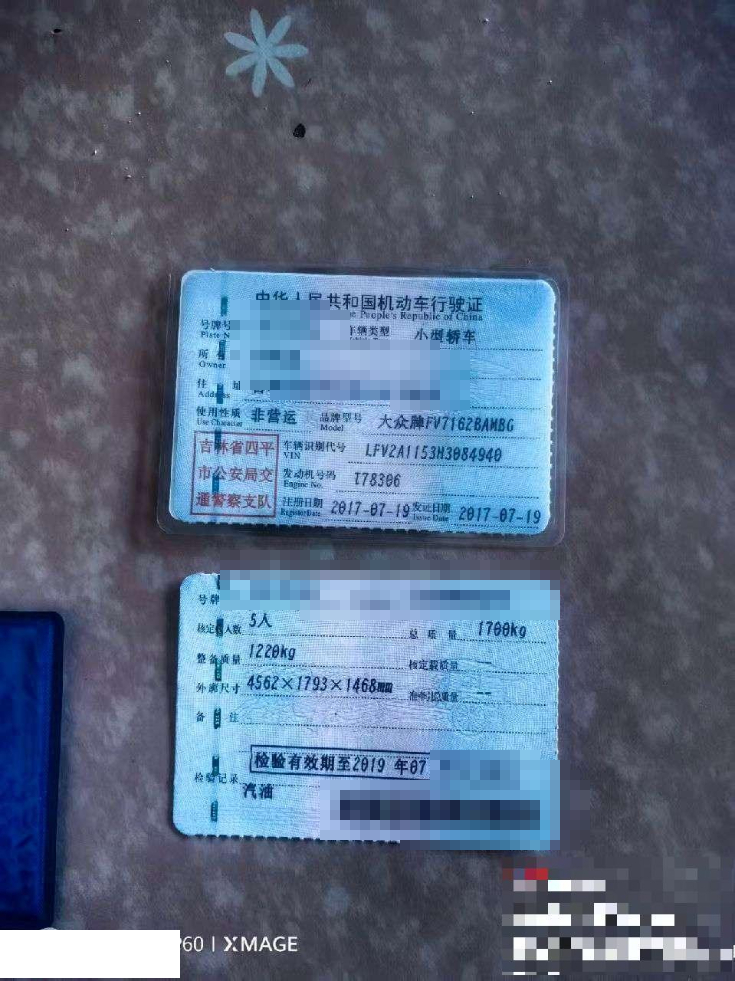 中华人民共和国机动车行驶证
People's Republic of China
号牌号
Plate N
车辆类型 小型轿车
所
Owner
住 址
Address
使用性质 非营运 品牌型号 大众牌FV7162BAMBG
Use Character Model
吉林省四平
市公安局交
通警察支队
车辆识别代号 LFV2A1153H3084940
VIN
发动机号码 T78306
Engine No.
注册日期 2017-07-19 发证日期 2017-07-19
Register Date Issue Date
号牌
核定 人数 5人 总 质 量 1700kg
整备质量 1220kg 核定载质量 --
外廓尺寸 4562×1793×1468mm 准牵引总质量 --
备 注
检验有效期至2019 年07
检验记录
汽油
60 | XMAGE